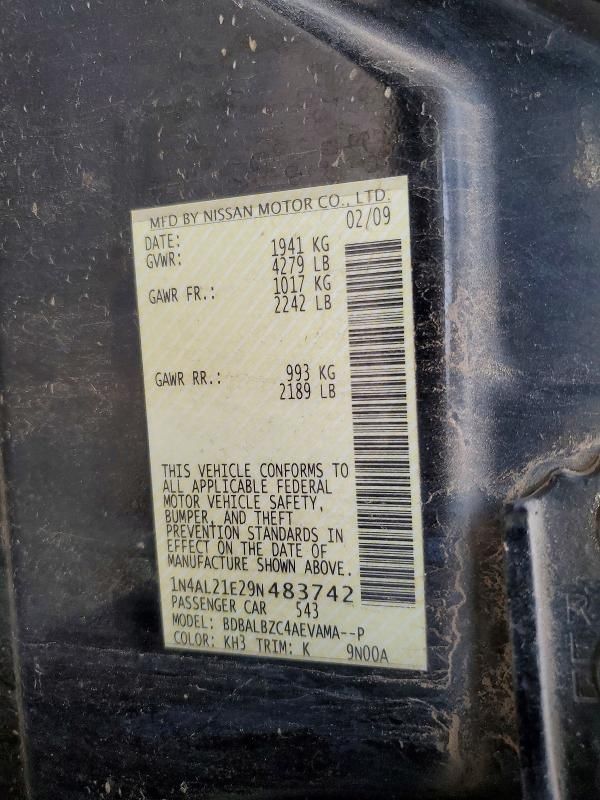 MFD BY NISSAN MOTOR CO., LTD.
DATE: 02/09
GVWR: 1941 KG
4279 LB
GAWR FR.: 1017 KG
2242 LB
GAWR RR.: 993 KG
2189 LB
THIS VEHICLE CONFORMS TO
ALL APPLICABLE FEDERAL
MOTOR VEHICLE SAFETY,
BUMPER, AND THEFT
PREVENTION STANDARDS IN
EFFECT ON THE DATE OF
MANUFACTURE SHOWN ABOVE.
1N4AL21E29N483742
PASSENGER CAR 543
MODEL: BDBALBZC4AEVAMA--P
COLOR: KH3 TRIM: K 9N00A